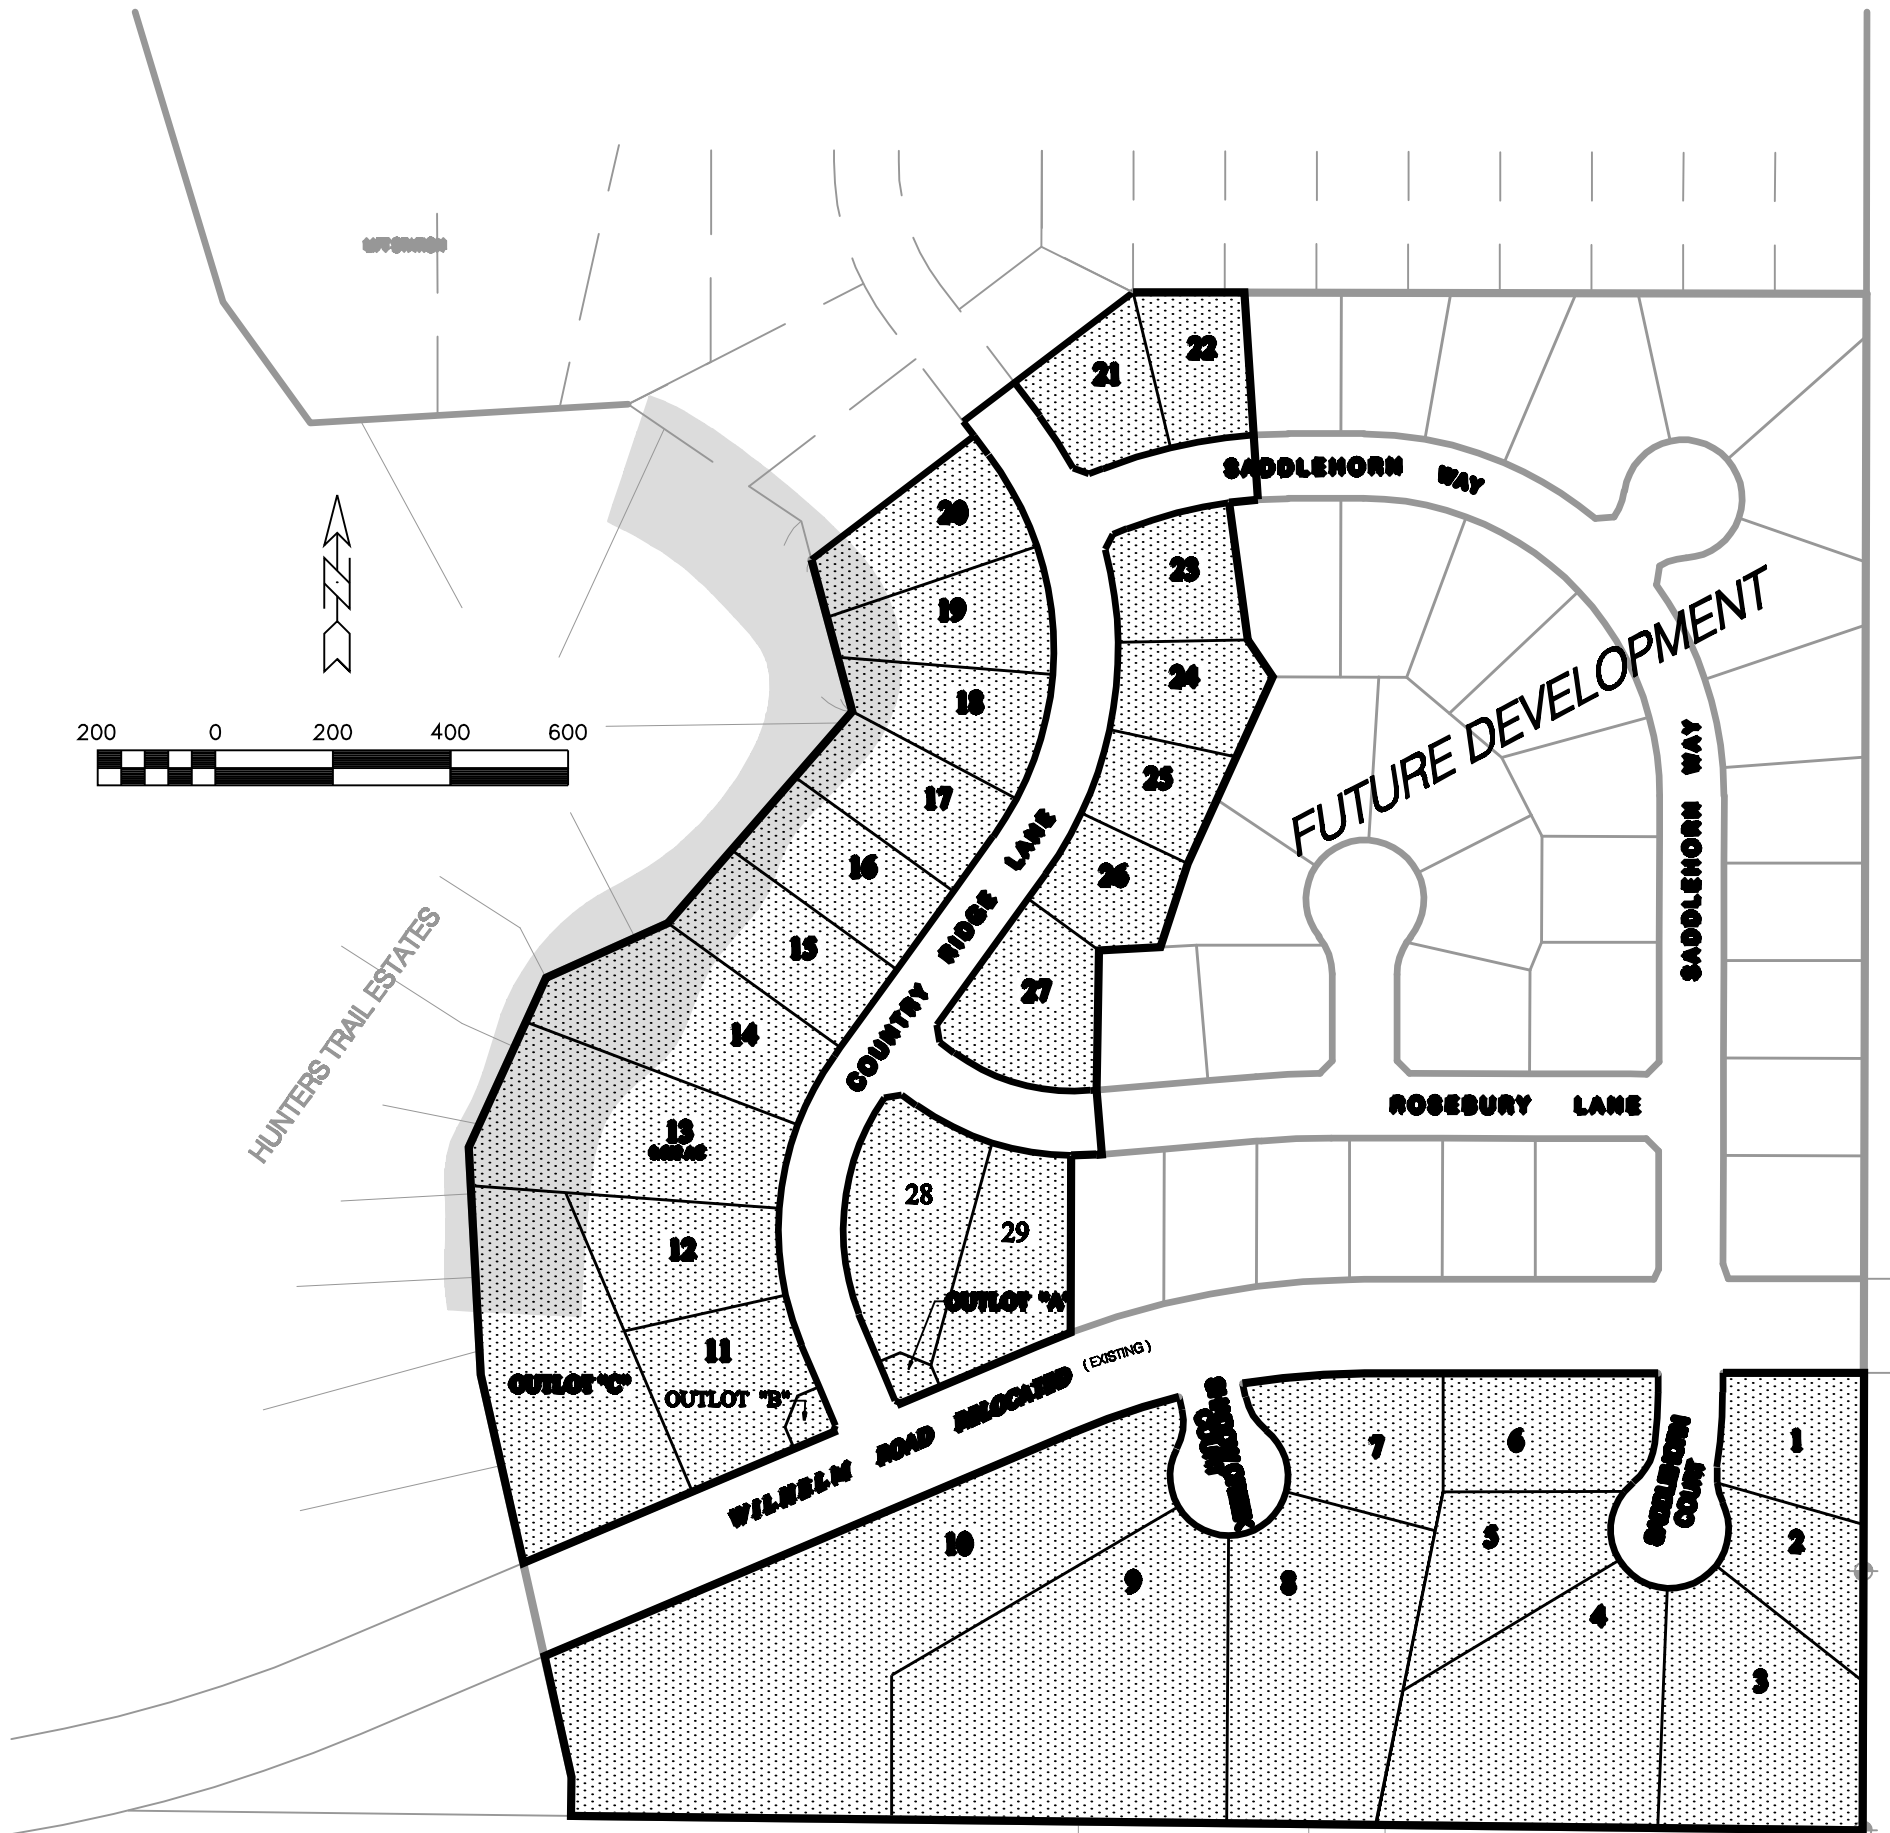 22
21
SADDLEHORN WAY
20
23
19
24
FUTURE DEVELOPMENT
18
200 0 200 400 600
N
25
17
SADDLEHORN WAY
16
26
COUNTRY RIDGE LANE
15
27
HUNTERS TRAIL ESTATES
14
ROSEBURY LANE
13
28
29
12
OUTLOT "A"
11
OUTLOT "C"
OUTLOT "B"
WILHELM ROAD RELOCATED (EXISTING)
7
6
SADDLEHORN
COURT
1
10
5
2
9
8
4
3